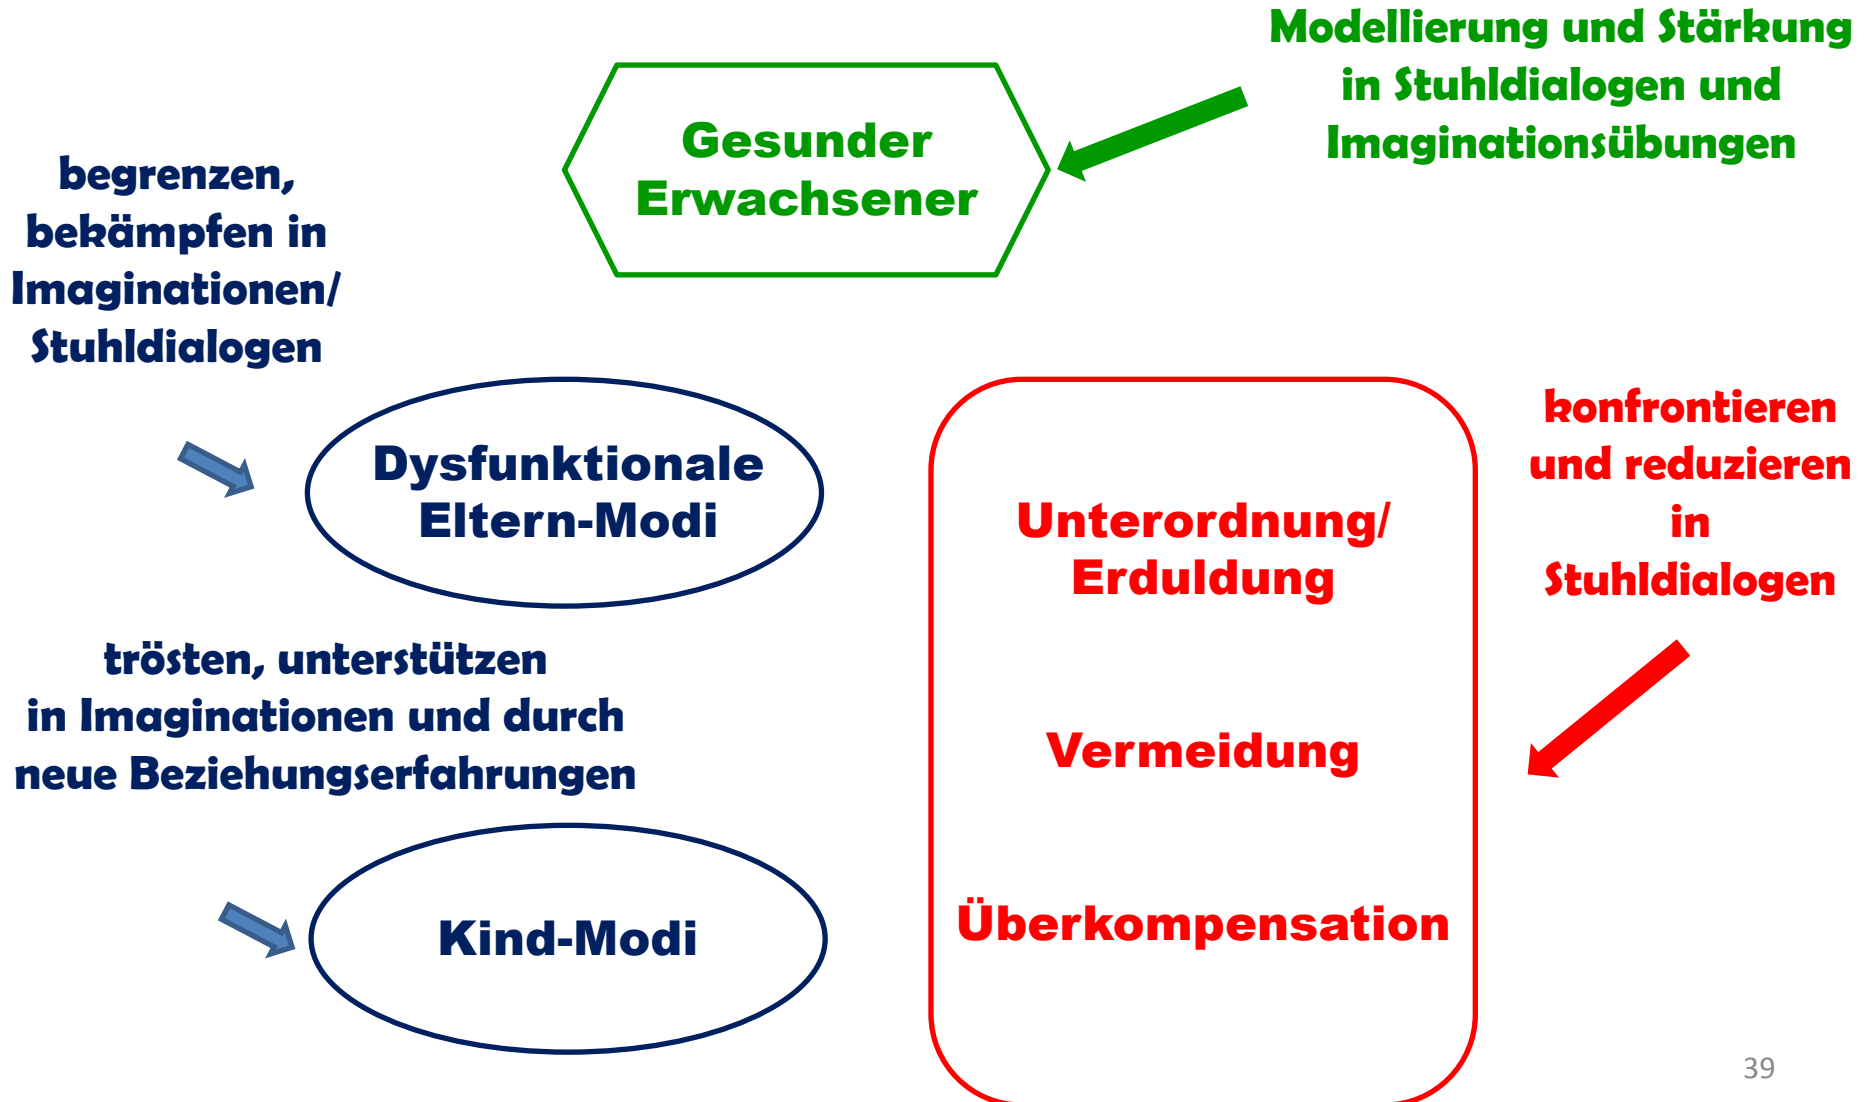 Modellierung und Stärkung
in Stuhldialogen und
Imaginationsübungen
Gesunder
Erwachsener
begrenzen,
bekämpfen in
Imaginationen/
Stuhldialogen
Dysfunktionale
Eltern-Modi
trösten, unterstützen
in Imaginationen und durch
neue Beziehungserfahrungen
Kind-Modi
Unterordnung/
Erduldung
Vermeidung
Überkompensation
konfrontieren
und reduzieren
in
Stuhldialogen
39